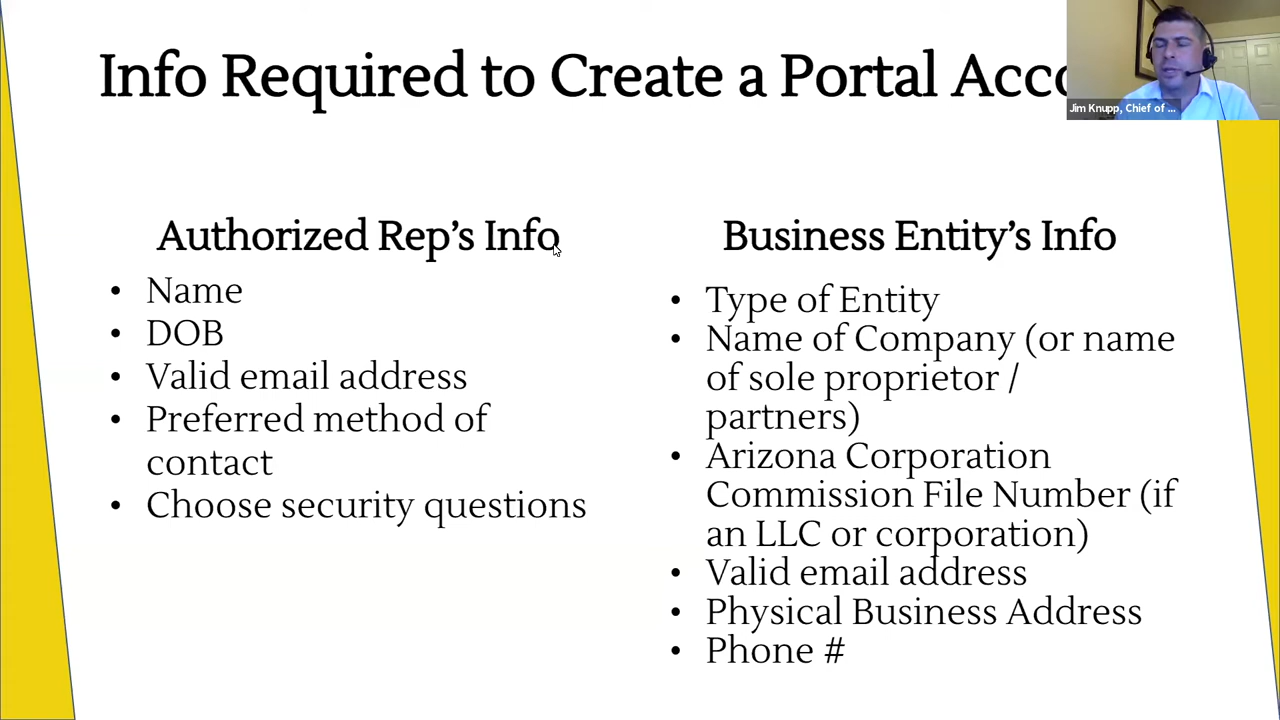 Info Required to Create a Portal Acco
Jim Knupp, Chief of ...
Authorized Rep's Info
• Name
• DOB
• Valid email address
• Preferred method of
contact
• Choose security questions
Business Entity's Info
• Type of Entity
• Name of Company (or name
of sole proprietor /
partners)
• Arizona Corporation
Commission File Number (if
an LLC or corporation)
• Valid email address
• Physical Business Address
• Phone #